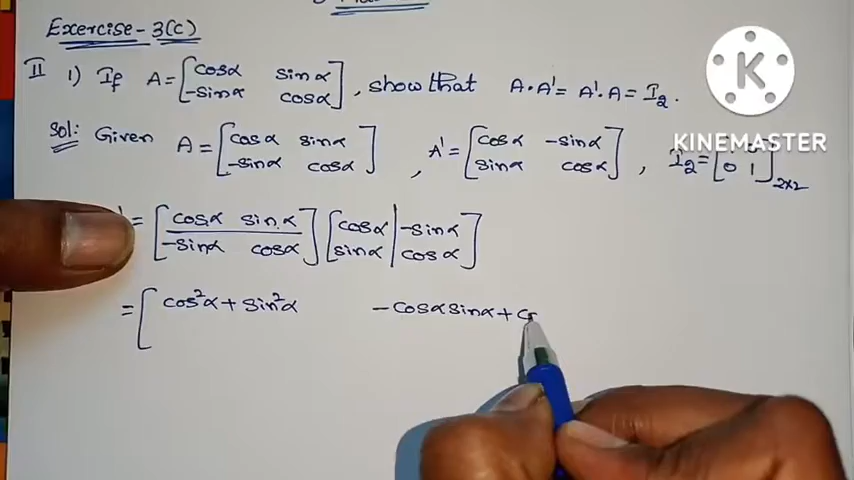 Exercise-3(c)
II 1) If A = [cosα sinα
-sinα cosα], show that A·A' = A'·A = I₂.
Sol: Given A = [cosα sinα
-sinα cosα], A' = [cosα -sinα
sinα cosα], I₂ = [
0 1]₂ₓ₂
= [cosα sinα
-sinα cosα] [cosα -sinα
sinα cosα]
= [cos²α + sin²α -cosα sinα +
K
KINEMASTER